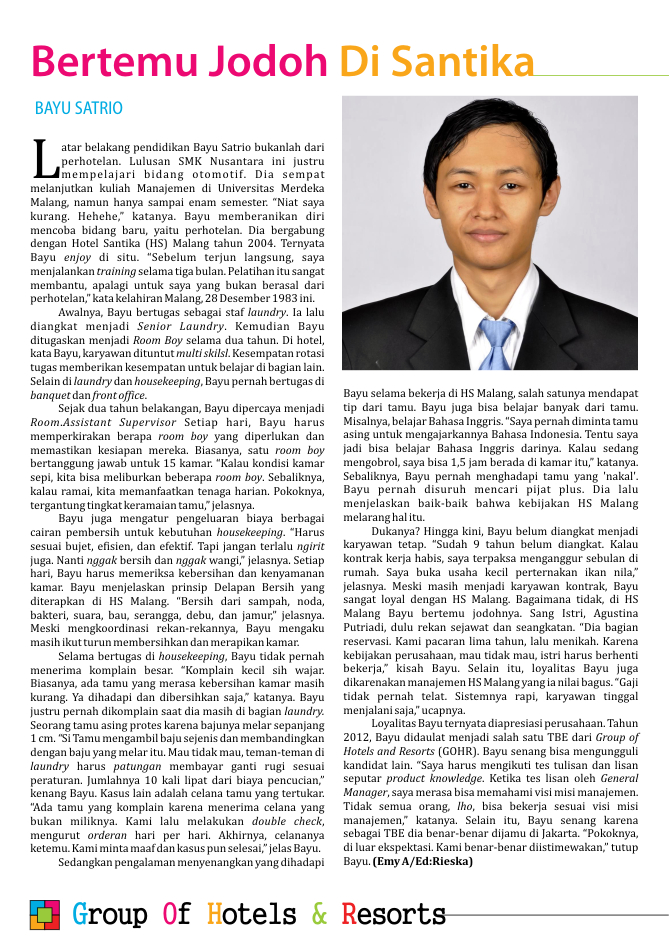 Bertemu Jodoh Di Santika
BAYU SATRIO
Latar belakang pendidikan Bayu Satrio bukanlah dari
perhotelan. Lulusan SMK Nusantara ini justru
mempelajari bidang otomotif. Dia sempat
melanjutkan kuliah Manajemen di Universitas Merdeka
Malang, namun hanya sampai enam semester. “Niat saya
kurang. Hehehe,” katanya. Bayu memberanikan diri
mencoba bidang baru, yaitu perhotelan. Dia bergabung
dengan Hotel Santika (HS) Malang tahun 2004. Ternyata
Bayu enjoy di situ. “Sebelum terjun langsung, saya
menjalankan training selama tiga bulan. Pelatihan itu sangat
membantu, apalagi untuk saya yang bukan berasal dari
perhotelan,” kata kelahiran Malang, 28 Desember 1983 ini.
Awalnya, Bayu bertugas sebagai staf laundry. Ia lalu
diangkat menjadi Senior Laundry. Kemudian Bayu
ditugaskan menjadi Room Boy selama dua tahun. Di hotel,
kata Bayu, karyawan dituntut multi skilsl. Kesempatan rotasi
tugas memberikan kesempatan untuk belajar di bagian lain.
Selain di laundry dan housekeeping, Bayu pernah bertugas di
banquet dan front office.
Sejak dua tahun belakangan, Bayu dipercaya menjadi
Room.Assistant Supervisor Setiap hari, Bayu harus
memperkirakan berapa room boy yang diperlukan dan
memastikan kesiapan mereka. Biasanya, satu room boy
bertanggung jawab untuk 15 kamar. “Kalau kondisi kamar
sepi, kita bisa meliburkan beberapa room boy. Sebaliknya,
kalau ramai, kita memanfaatkan tenaga harian. Pokoknya,
tergantung tingkat keramaian tamu,” jelasnya.
Bayu juga mengatur pengeluaran biaya berbagai
cairan pembersih untuk kebutuhan housekeeping. “Harus
sesuai bujet, efisien, dan efektif. Tapi jangan terlalu ngirit
juga. Nanti nggak bersih dan nggak wangi,” jelasnya. Setiap
hari, Bayu harus memeriksa kebersihan dan kenyamanan
kamar. Bayu menjelaskan prinsip Delapan Bersih yang
diterapkan di HS Malang. “Bersih dari sampah, noda,
bakteri, suara, bau, serangga, debu, dan jamur,” jelasnya.
Meski mengkoordinasi rekan-rekannya, Bayu mengaku
masih ikut turun membersihkan dan merapikan kamar.
Selama bertugas di housekeeping, Bayu tidak pernah
menerima komplain besar. “Komplain kecil sih wajar.
Biasanya, ada tamu yang merasa kebersihan kamar masih
kurang. Ya dihadapi dan dibersihkan saja,” katanya. Bayu
justru pernah dikomplain saat dia masih di bagian laundry.
Seorang tamu asing protes karena bajunya melar sepanjang
1 cm. “Si Tamu mengambil baju sejenis dan membandingkan
dengan baju yang melar itu. Mau tidak mau, teman-teman di
laundry harus patungan membayar ganti rugi sesuai
peraturan. Jumlahnya 10 kali lipat dari biaya pencucian,”
kenang Bayu. Kasus lain adalah celana tamu yang tertukar.
“Ada tamu yang komplain karena menerima celana yang
bukan miliknya. Kami lalu melakukan double check,
mengurut orderan hari per hari. Akhirnya, celananya
ketemu. Kami minta maaf dan kasus pun selesai,” jelas Bayu.
Sedangkan pengalaman menyenangkan yang dihadapi
Bayu selama bekerja di HS Malang, salah satunya mendapat
tip dari tamu. Bayu juga bisa belajar banyak dari tamu.
Misalnya, belajar Bahasa Inggris. “Saya pernah diminta tamu
asing untuk mengajarkannya Bahasa Indonesia. Tentu saya
jadi bisa belajar Bahasa Inggris darinya. Kalau sedang
mengobrol, saya bisa 1,5 jam berada di kamar itu,” katanya.
Sebaliknya, Bayu pernah menghadapi tamu yang 'nakal'.
Bayu pernah disuruh mencari pijat plus. Dia lalu
menjelaskan baik-baik bahwa kebijakan HS Malang
melarang hal itu.
Dukanya? Hingga kini, Bayu belum diangkat menjadi
karyawan tetap. “Sudah 9 tahun belum diangkat. Kalau
kontrak kerja habis, saya terpaksa menganggur sebulan di
rumah. Saya buka usaha kecil perternakan ikan nila,”
jelasnya. Meski masih menjadi karyawan kontrak, Bayu
sangat loyal dengan HS Malang. Bagaimana tidak, di HS
Malang Bayu bertemu jodohnya. Sang Istri, Agustina
Putriadi, dulu rekan sejawat dan seangkatan. “Dia bagian
reservasi. Kami pacaran lima tahun, lalu menikah. Karena
kebijakan perusahaan, mau tidak mau, istri harus berhenti
bekerja,” kisah Bayu. Selain itu, loyalitas Bayu juga
dikarenakan manajemen HS Malang yang ia nilai bagus. “Gaji
tidak pernah telat. Sistemnya rapi, karyawan tinggal
menjalani saja,” ucapnya.
Loyalitas Bayu ternyata diapresiasi perusahaan. Tahun
2012, Bayu didaulat menjadi salah satu TBE dari Group of
Hotels and Resorts (GOHR). Bayu senang bisa mengungguli
kandidat lain. “Saya harus mengikuti tes tulisan dan lisan
seputar product knowledge. Ketika tes lisan oleh General
Manager, saya merasa bisa memahami visi misi manajemen.
Tidak semua orang, lho, bisa bekerja sesuai visi misi
manajemen,” katanya. Selain itu, Bayu senang karena
sebagai TBE dia benar-benar dijamu di Jakarta. “Pokoknya,
di luar ekspektasi. Kami benar-benar diistimewakan,” tutup
Bayu. (Emy A/Ed:Rieska)
Group Of Hotels & Resorts